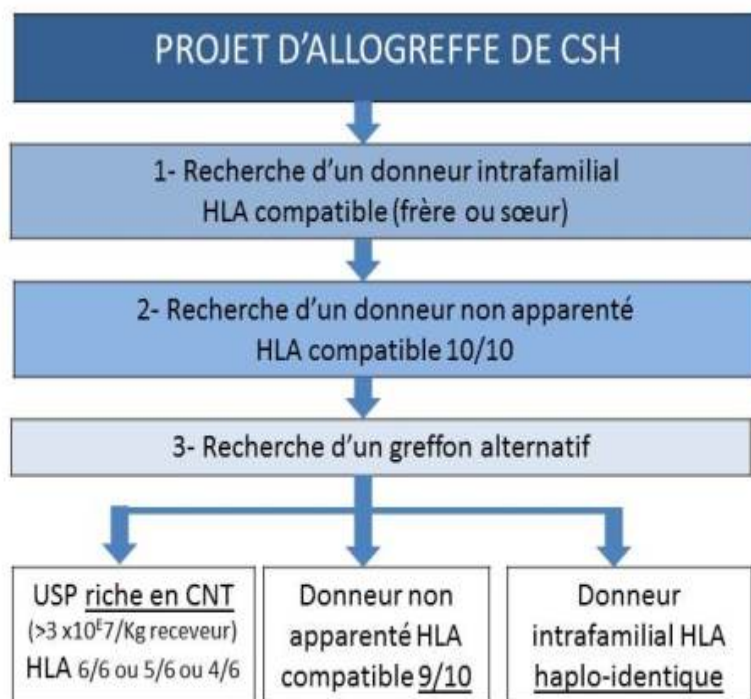 PROJET D'ALLOGREFFE DE CSH
1- Recherche d'un donneur intrafamilial
HLA compatible (frère ou sœur)
2- Recherche d'un donneur non apparenté
HLA compatible 10/10
3- Recherche d'un greffon alternatif
USP riche en CNT
(>3 x10ᴱ7/Kg receveur)
HLA 6/6 ou 5/6 ou 4/6
Donneur non
apparenté HLA
compatible 9/10
Donneur
intrafamilial HLA
haplo-identique